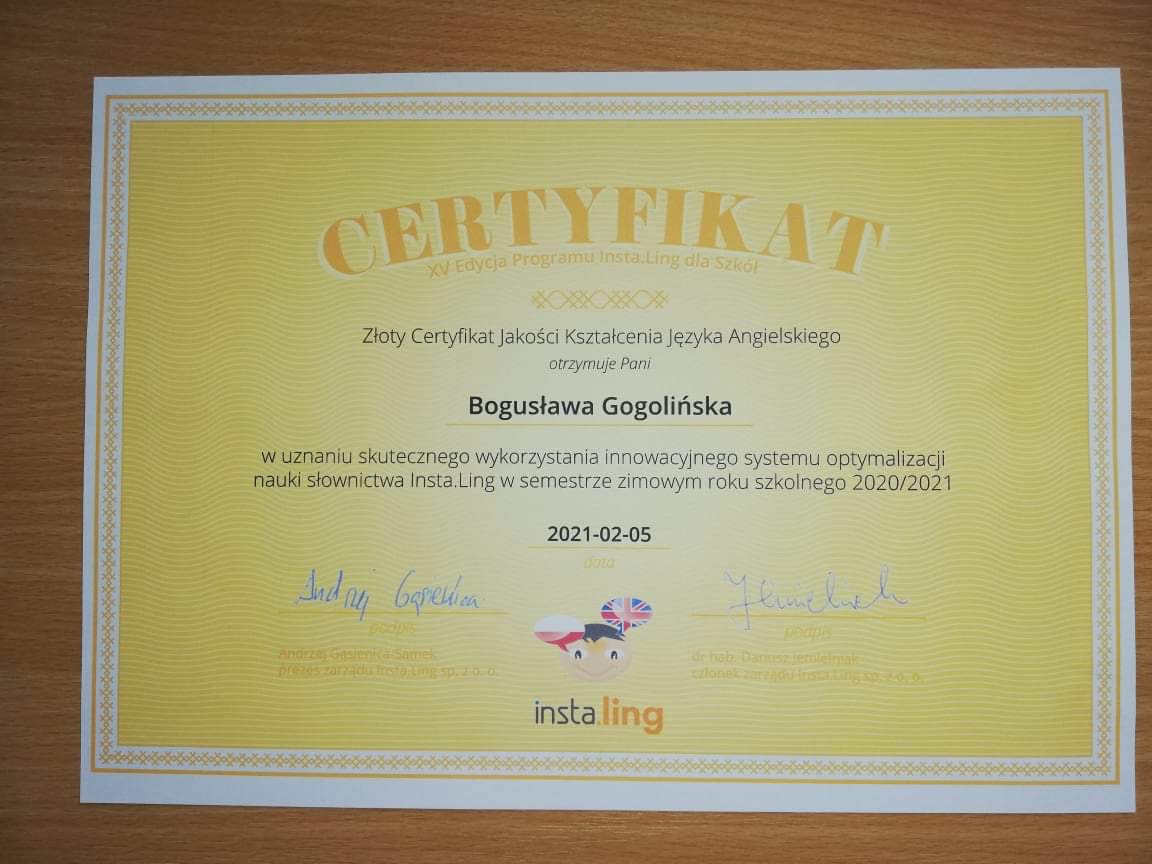 CERTYFIKAT
XV Edycja Programu Insta.Ling dla Szkół
Złoty Certyfikat Jakości Kształcenia Języka Angielskiego
otrzymuje Pani
Bogusława Gogolińska
w uznaniu skutecznego wykorzystania innowacyjnego systemu optymalizacji
nauki słownictwa Insta.Ling w semestrze zimowym roku szkolnego 2020/2021
2021-02-05
data
Andrzej Gąsienica
podpis
Andrzej Gąsienica-Samek
prezes zarządu Insta.Ling sp. z o. o.
podpis
dr hab. Dariusz Jemielniak
członek zarządu Insta.Ling sp. z o. o.
insta.ling